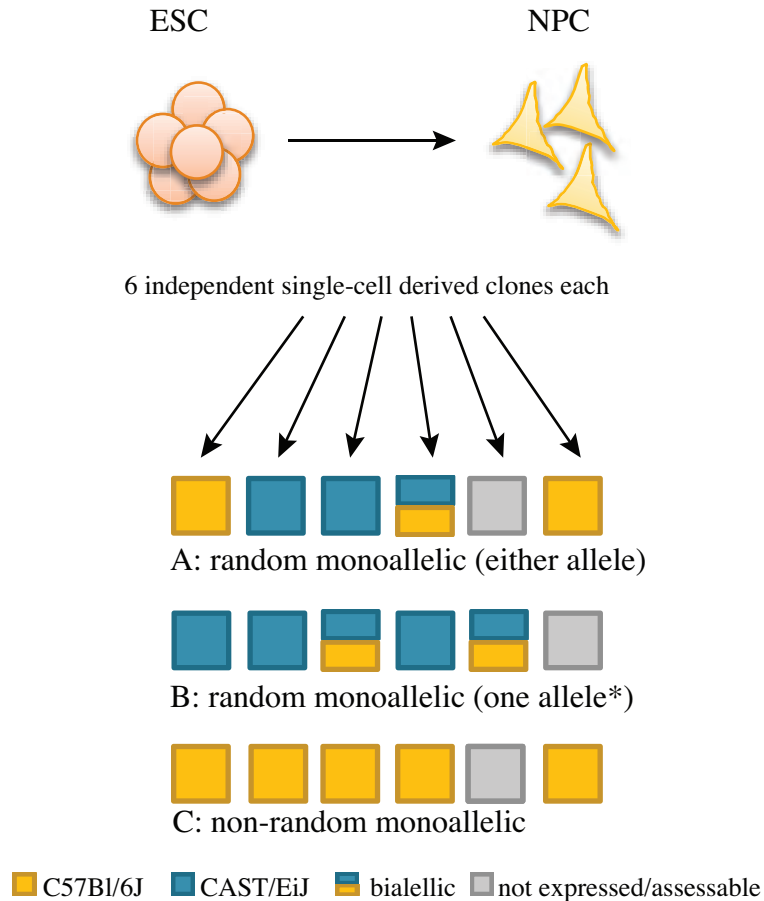 ESC NPC
6 independent single-cell derived clones each
A: random monoallelic (either allele)
B: random monoallelic (one allele*)
C: non-random monoallelic
C57Bl/6J CAST/EiJ bialellic not expressed/assessable